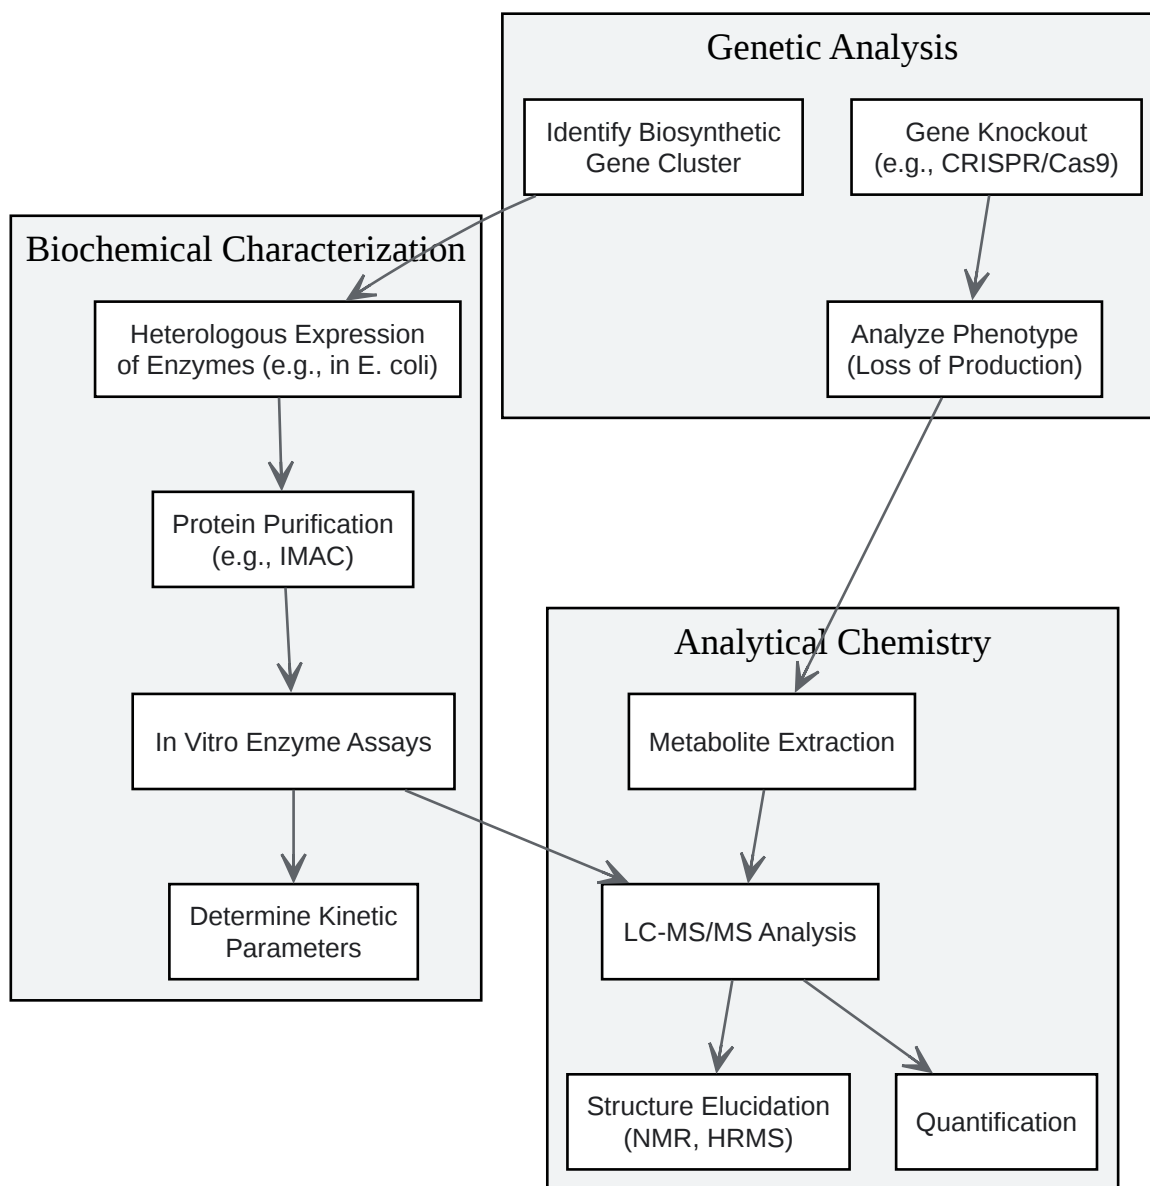 Genetic Analysis
Identify Biosynthetic
Gene Cluster
Gene Knockout
(e.g., CRISPR/Cas9)
Analyze Phenotype
(Loss of Production)
Biochemical Characterization
Heterologous Expression
of Enzymes (e.g., in E. coli)
Protein Purification
(e.g., IMAC)
In Vitro Enzyme Assays
Determine Kinetic
Parameters
Analytical Chemistry
Metabolite Extraction
LC-MS/MS Analysis
Structure Elucidation
(NMR, HRMS)
Quantification